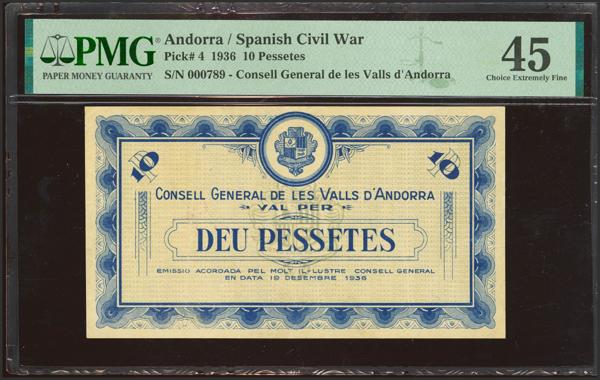 PMG
PAPER MONEY GUARANTY
Andorra / Spanish Civil War
Pick# 4 1936 10 Pessetes
S/N 000789 - Consell General de les Valls d'Andorra
45
Choice Extremely Fine
10 P
10 P
CONSELL GENERAL DE LES VALLS D'ANDORRA
VAL PER
DEU PESSETES
EMISSIO ACORDADA PEL MOLT IL·LUSTRE CONSELL GENERAL
EN DATA 19 DESEMBRE 1936